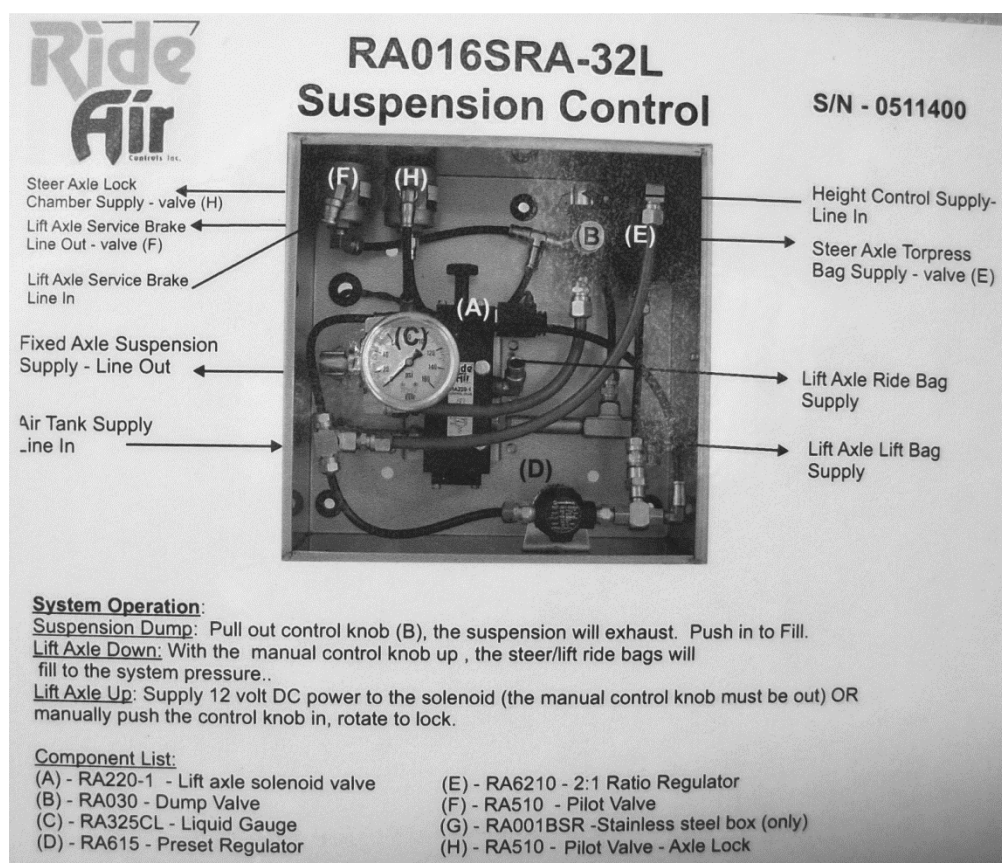 Ride
Air
Controls Inc.
RA016SRA-32L
Suspension Control
S/N - 0511400
Steer Axle Lock
Chamber Supply - valve (H)
Lift Axle Service Brake
Line Out - valve (F)
Lift Axle Service Brake
Line In
Fixed Axle Suspension
Supply - Line Out
Air Tank Supply
Line In
(F)
(H)
B
(E)
(A)
(C)
(D)
psi
Ride
Air
RA220-1
Height Control Supply-
Line In
Steer Axle Torpress
Bag Supply - valve (E)
Lift Axle Ride Bag
Supply
Lift Axle Lift Bag
Supply
System Operation:
Suspension Dump: Pull out control knob (B), the suspension will exhaust. Push in to Fill.
Lift Axle Down: With the manual control knob up , the steer/lift ride bags will
fill to the system pressure..
Lift Axle Up: Supply 12 volt DC power to the solenoid (the manual control knob must be out) OR
manually push the control knob in, rotate to lock.
Component List:
(A) - RA220-1 - Lift axle solenoid valve
(B) - RA030 - Dump Valve
(C) - RA325CL - Liquid Gauge
(D) - RA615 - Preset Regulator
(E) - RA6210 - 2:1 Ratio Regulator
(F) - RA510 - Pilot Valve
(G) - RA001BSR -Stainless steel box (only)
(H) - RA510 - Pilot Valve - Axle Lock